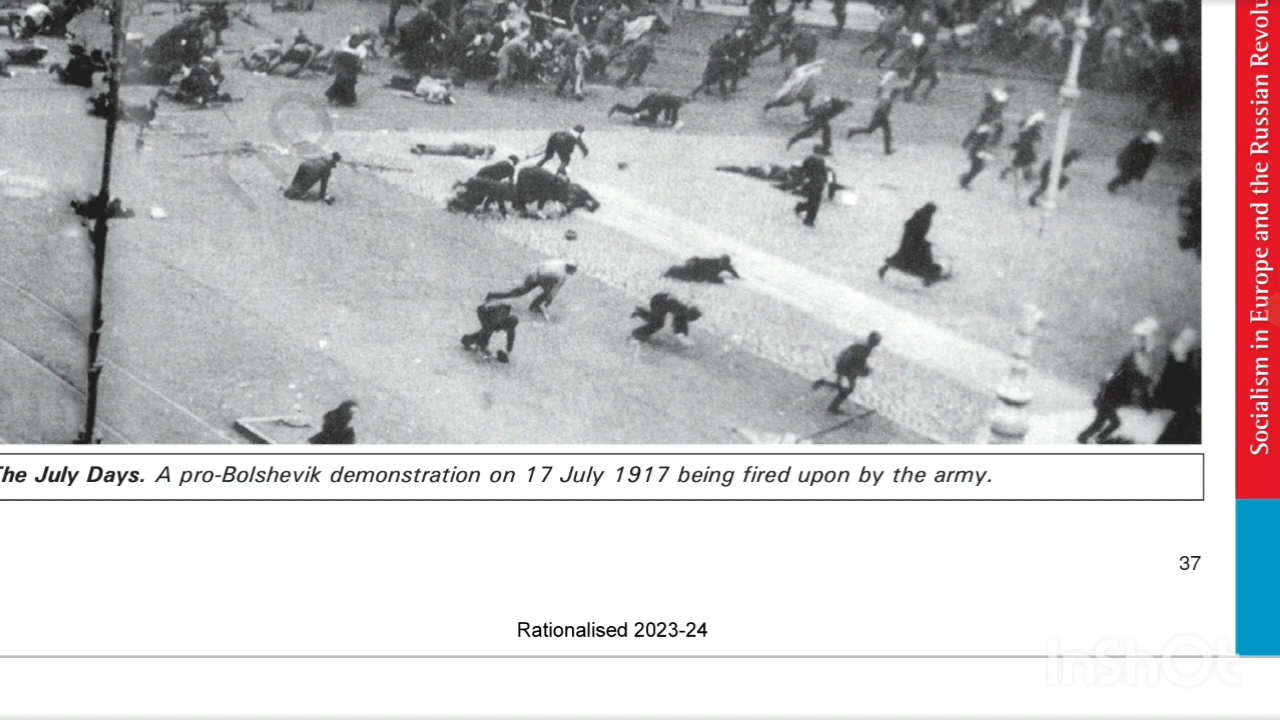 The July Days. A pro-Bolshevik demonstration on 17 July 1917 being fired upon by the army.
37
Rationalised 2023-24
Socialism in Europe and the Russian Revolu
InShOt